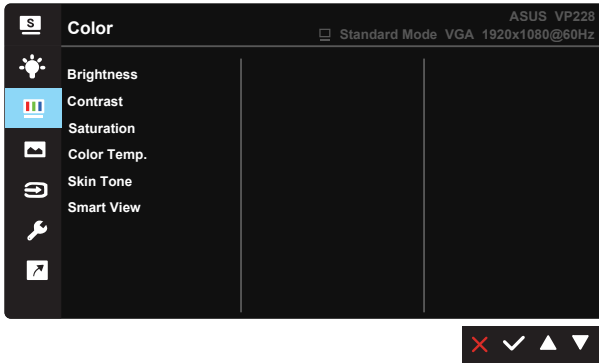 S
Color
ASUS VP228
Standard Mode VGA 1920x1080@60Hz
Brightness
Contrast
Saturation
Color Temp.
Skin Tone
Smart View